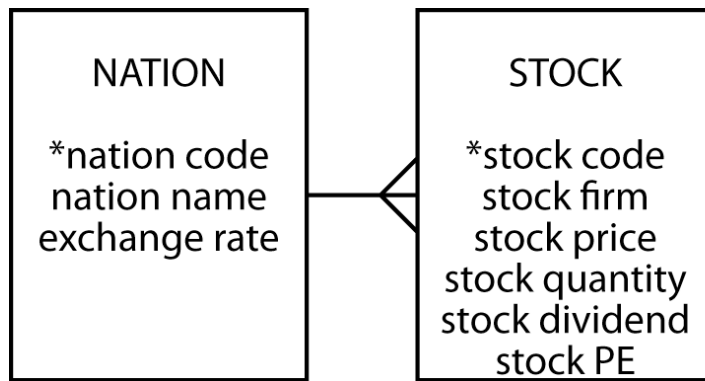 NATION
*nation code
nation name
exchange rate
STOCK
*stock code
stock firm
stock price
stock quantity
stock dividend
stock PE